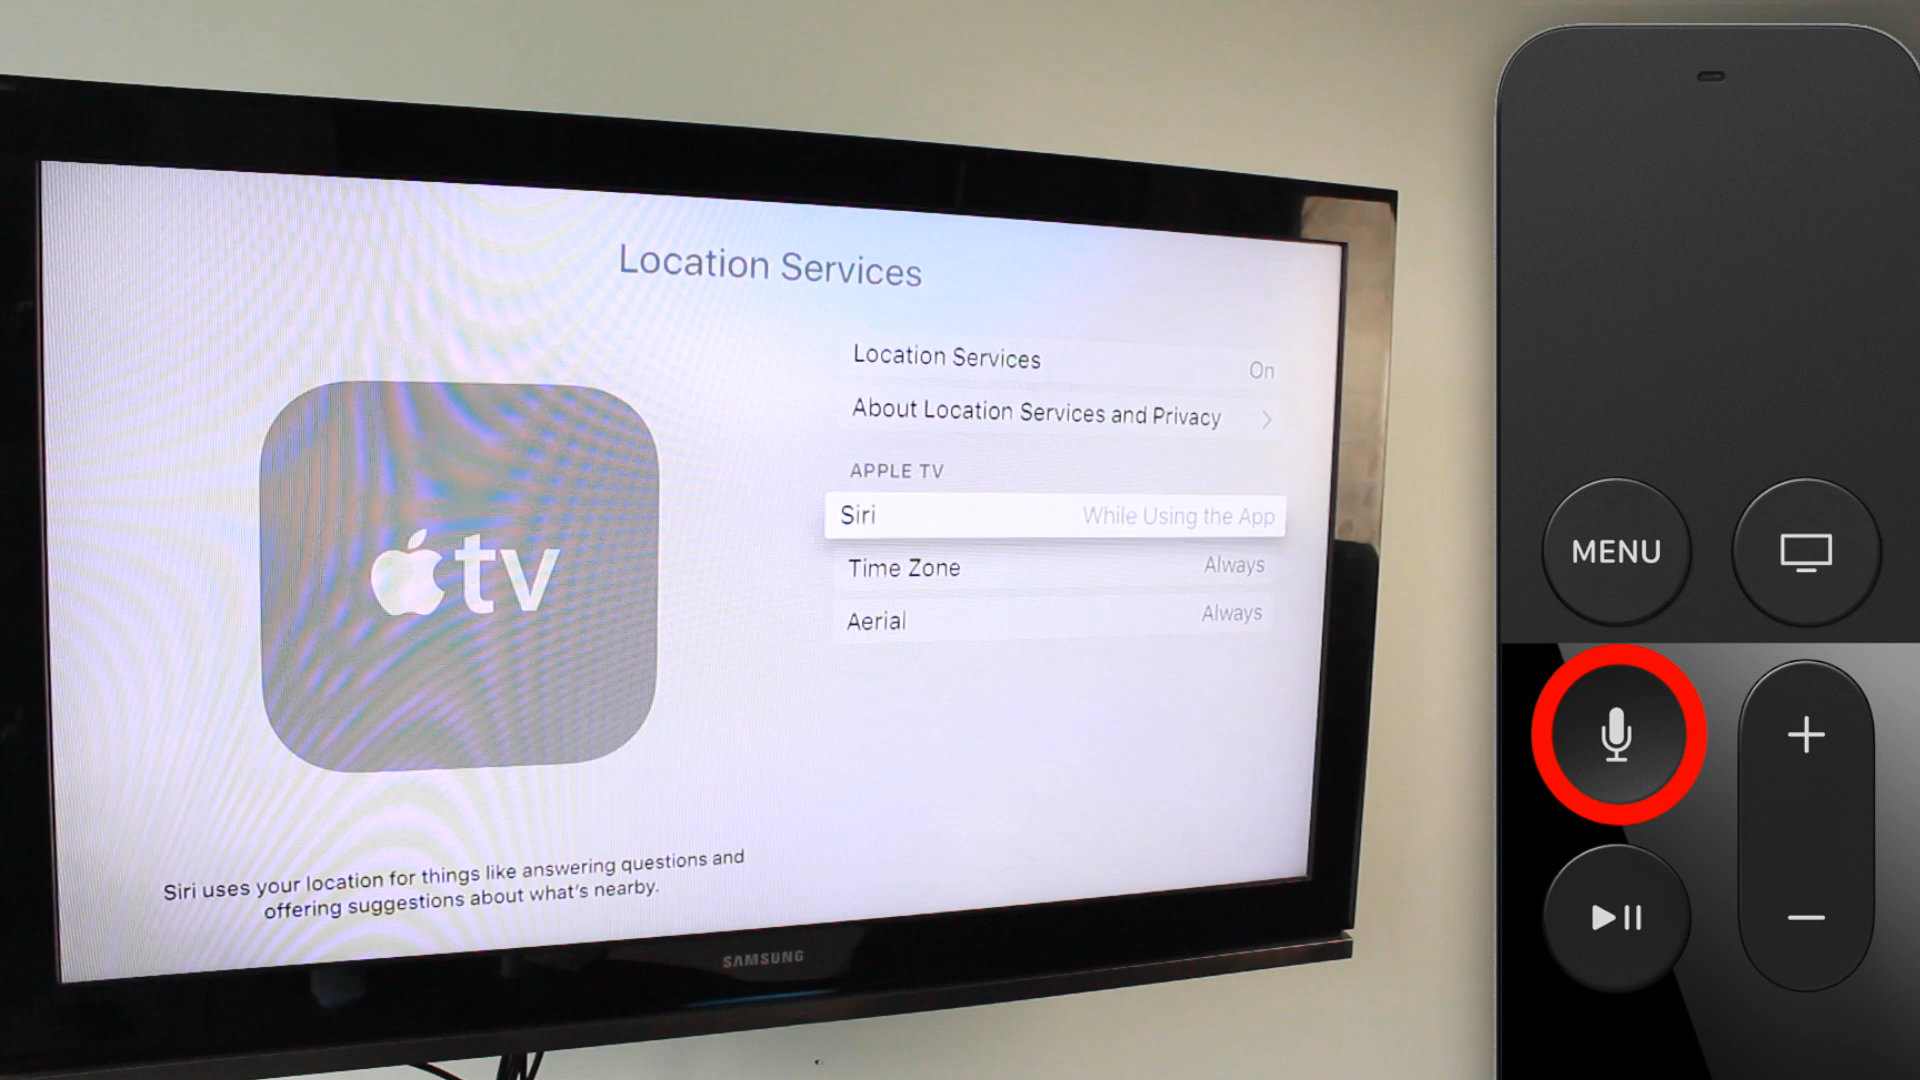 Location Services
Location Services On
About Location Services and Privacy
APPLE TV
Siri While Using the App
Time Zone Always
Aerial Always
tv
Siri uses your location for things like answering questions and
offering suggestions about what's nearby.
SAMSUNG
MENU